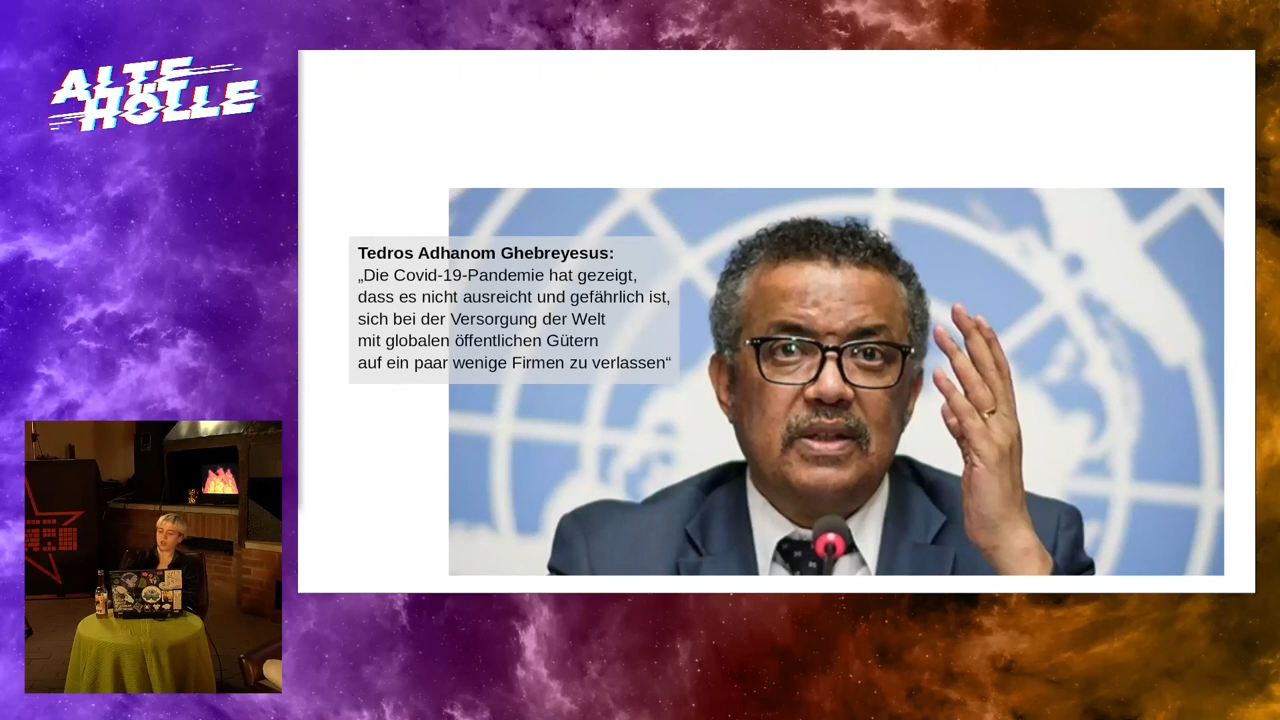 ALTE
HÖLLE
Tedros Adhanom Ghebreyesus:
„Die Covid-19-Pandemie hat gezeigt,
dass es nicht ausreicht und gefährlich ist,
sich bei der Versorgung der Welt
mit globalen öffentlichen Gütern
auf ein paar wenige Firmen zu verlassen“